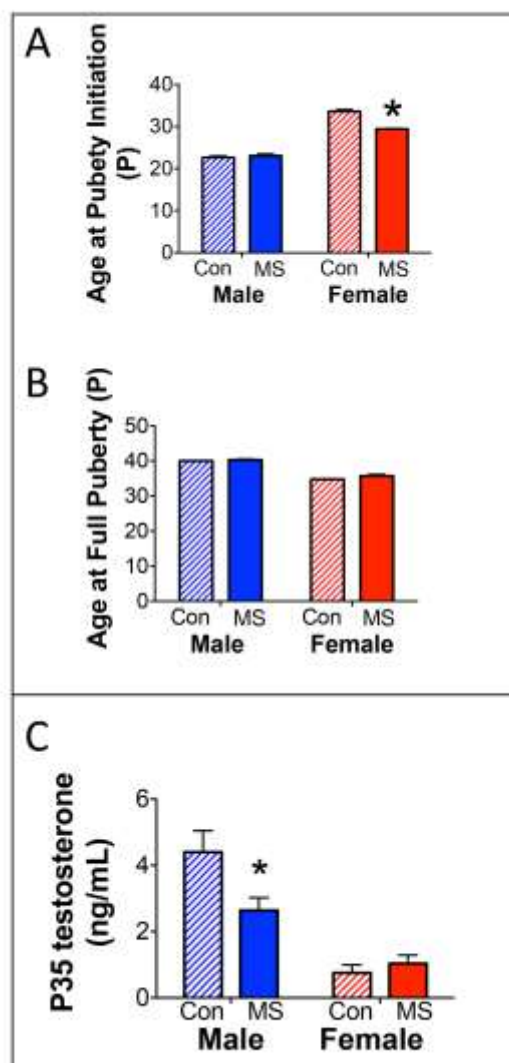 A
Age at Pubety Initiation
(P)
40
30
20
10
0
*
Con MS Con MS
Male Female
B
Age at Full Puberty (P)
50
40
30
20
10
0
Con MS Con MS
Male Female
C
P35 testosterone
(ng/mL)
6
4
2
0
*
Con MS Con MS
Male Female